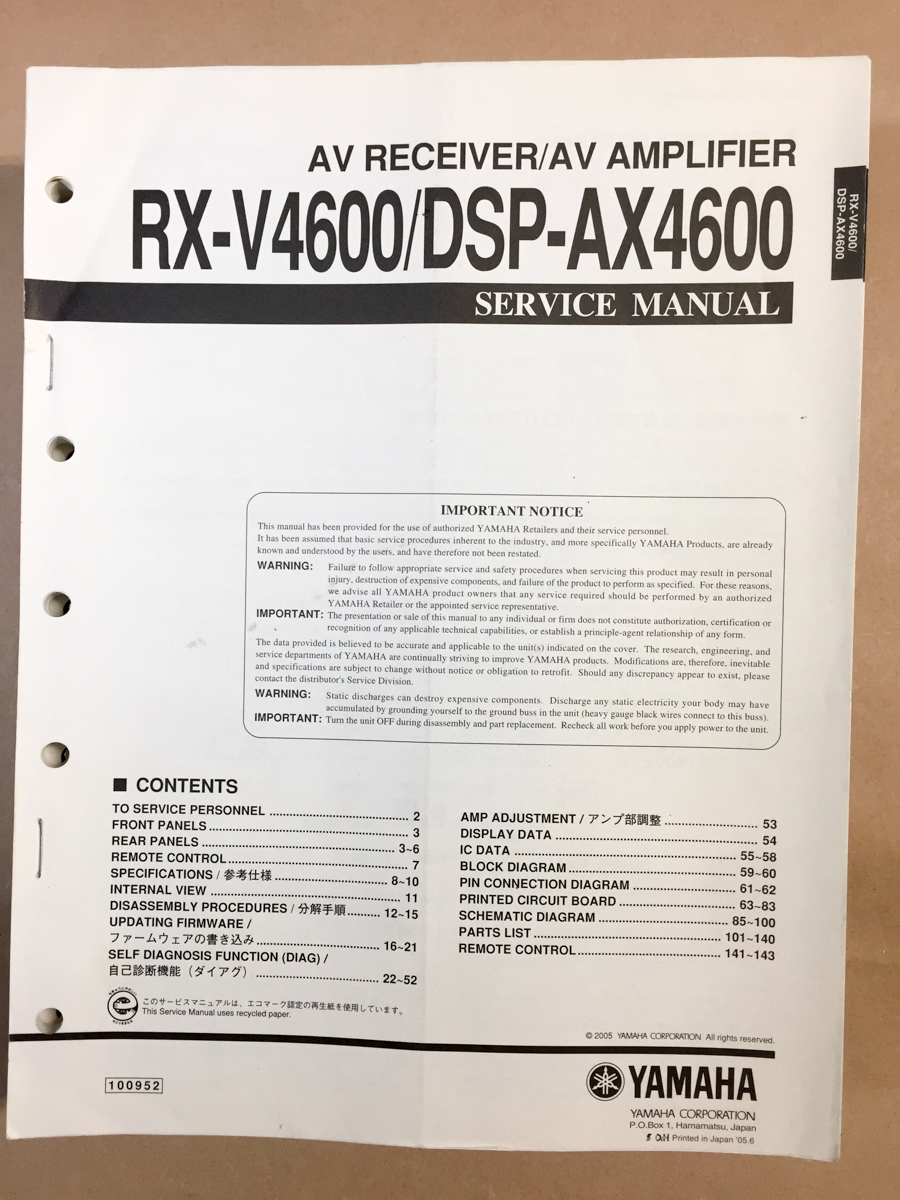 AV RECEIVER/AV AMPLIFIER
RX-V4600/DSP-AX4600
SERVICE MANUAL
RX-V4600/
DSP-AX4600
IMPORTANT NOTICE
This manual has been provided for the use of authorized YAMAHA Retailers and their service personnel.
It has been assumed that basic service procedures inherent to the industry, and more specifically YAMAHA Products, are already
known and understood by the users, and have therefore not been restated.
WARNING: Failure to follow appropriate service and safety procedures when servicing this product may result in personal
injury, destruction of expensive components, and failure of the product to perform as specified. For these reasons,
we advise all YAMAHA product owners that any service required should be performed by an authorized
YAMAHA Retailer or the appointed service representative.
IMPORTANT: The presentation or sale of this manual to any individual or firm does not constitute authorization, certification or
recognition of any applicable technical capabilities, or establish a principle-agent relationship of any form.
The data provided is believed to be accurate and applicable to the unit(s) indicated on the cover. The research, engineering, and
service departments of YAMAHA are continually striving to improve YAMAHA products. Modifications are, therefore, inevitable
and specifications are subject to change without notice or obligation to retrofit. Should any discrepancy appear to exist, please
contact the distributor's Service Division.
WARNING: Static discharges can destroy expensive components. Discharge any static electricity your body may have
accumulated by grounding yourself to the ground buss in the unit (heavy gauge black wires connect to this buss).
IMPORTANT: Turn the unit OFF during disassembly and part replacement. Recheck all work before you apply power to the unit.
■ CONTENTS
TO SERVICE PERSONNEL ........ 2
FRONT PANELS ........ 3
REAR PANELS ........ 3~6
REMOTE CONTROL ........ 7
SPECIFICATIONS / 参考仕様 ........ 8~10
INTERNAL VIEW ........ 11
DISASSEMBLY PROCEDURES / 分解手順 ........ 12~15
UPDATING FIRMWARE /
ファームウェアの書き込み ........ 16~21
SELF DIAGNOSIS FUNCTION (DIAG) /
自己診断機能（ダイアグ） ........ 22~52
AMP ADJUSTMENT / アンプ部調整 ........ 53
DISPLAY DATA ........ 54
IC DATA ........ 55~58
BLOCK DIAGRAM ........ 59~60
PIN CONNECTION DIAGRAM ........ 61~62
PRINTED CIRCUIT BOARD ........ 63~83
SCHEMATIC DIAGRAM ........ 85~100
PARTS LIST ........ 101~140
REMOTE CONTROL ........ 141~143
このサービスマニュアルは、エコマーク認定の再生紙を使用しています。
This Service Manual uses recycled paper.
© 2005 YAMAHA CORPORATION All rights reserved.
100952
YAMAHA
YAMAHA CORPORATION
P.O.Box 1, Hamamatsu, Japan
Printed in Japan '05.6